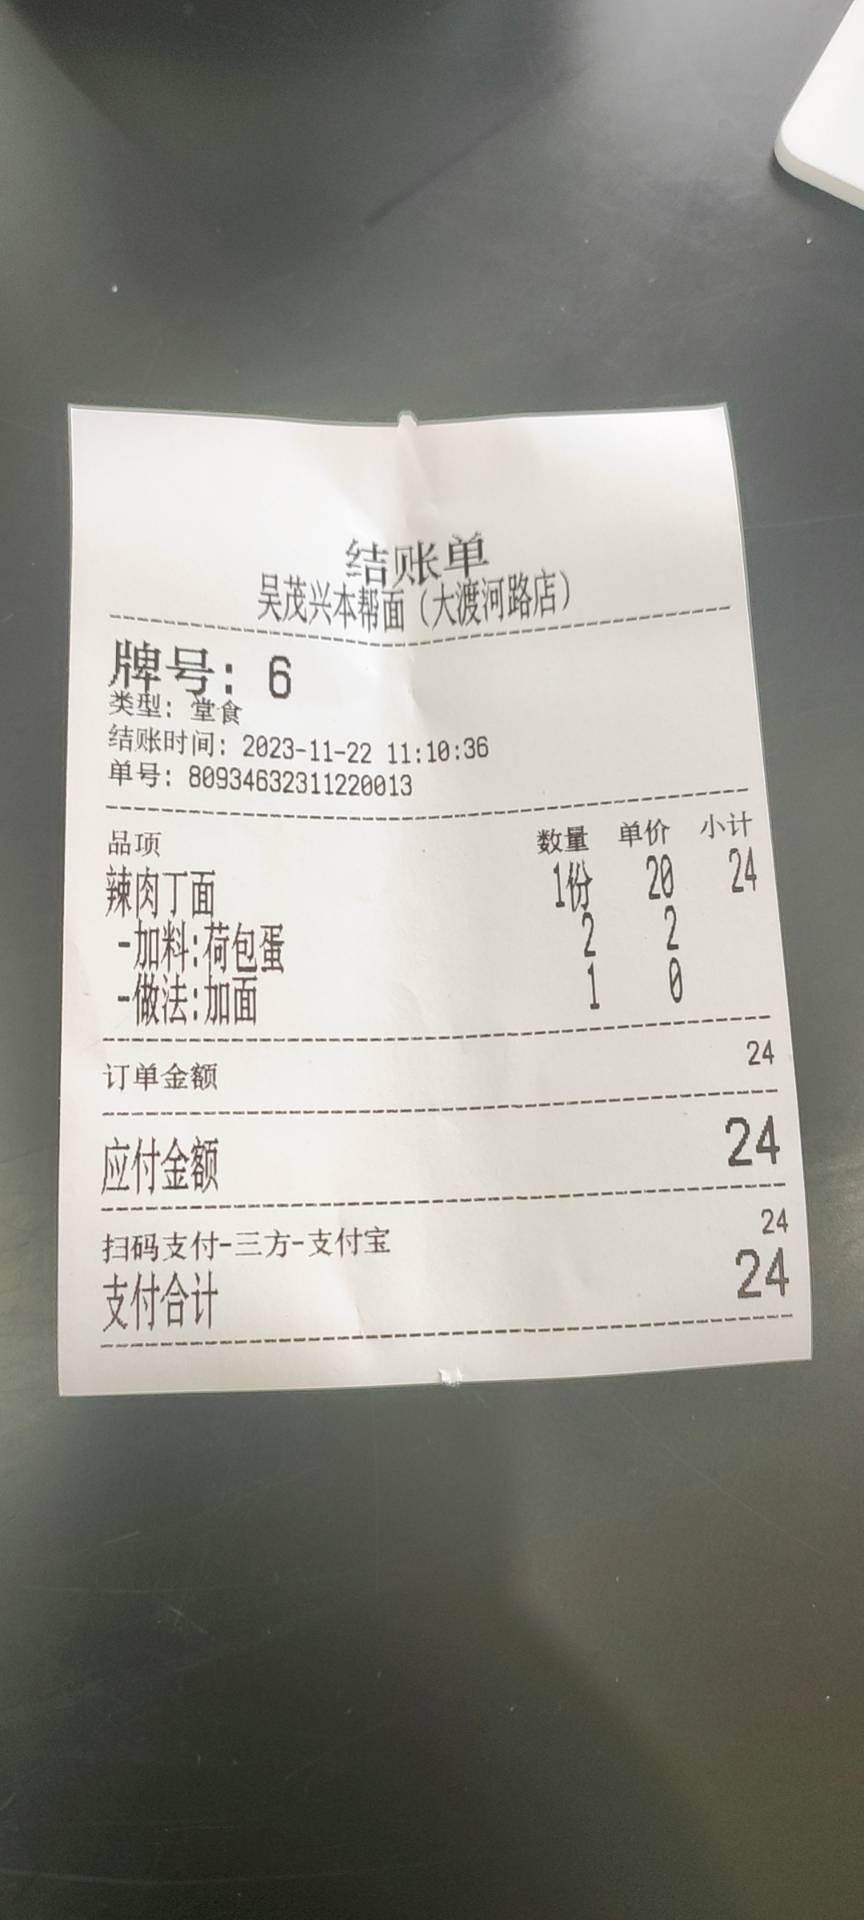 结账单
吴茂兴本帮面（大渡河路店）
牌号: 6
类型: 堂食
结账时间: 2023-11-22 11:10:36
单号: 80934632311220013
品项 数量 单价 小计
辣肉丁面 1份 20 24
-加料:荷包蛋 2 2
-做法:加面 1 0
订单金额 24
应付金额 24
扫码支付-三方-支付宝 24
支付合计 24